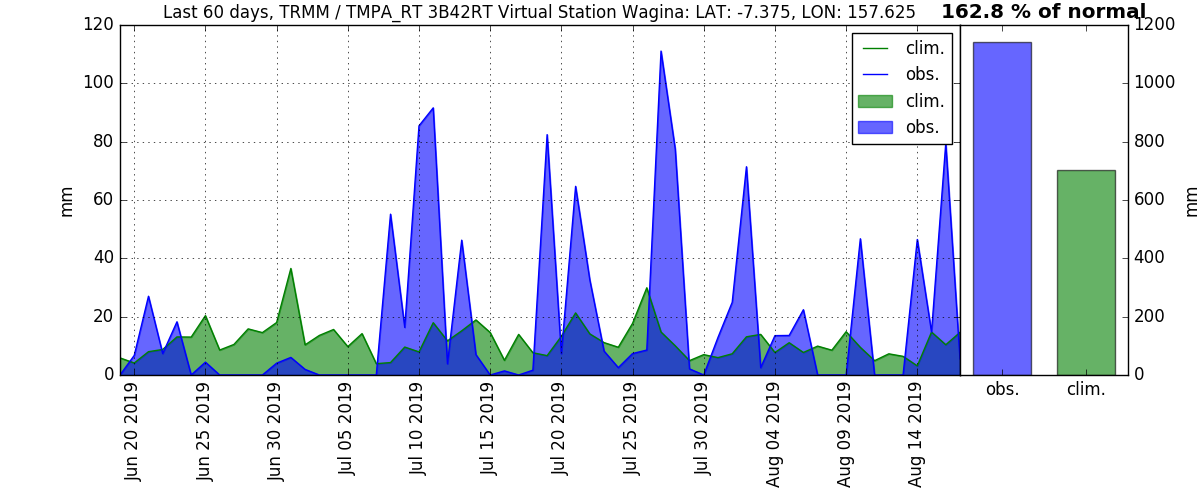 Last 60 days, TRMM / TMPA_RT 3B42RT Virtual Station Wagina: LAT: -7.375, LON: 157.625
162.8 % of normal
120
100
80
60
40
20
0
mm
clim.
obs.
clim.
obs.
1200
1000
800
600
400
200
0
mm
Jun 20 2019
Jun 25 2019
Jun 30 2019
Jul 05 2019
Jul 10 2019
Jul 15 2019
Jul 20 2019
Jul 25 2019
Jul 30 2019
Aug 04 2019
Aug 09 2019
Aug 14 2019
obs.
clim.